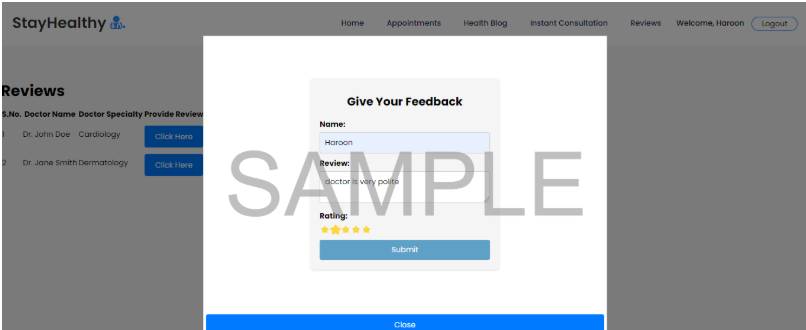 StayHealthy
Home Appointments Health Blog Instant Consultation Reviews Welcome, Haroon Logout
Reviews
S.No. Doctor Name Doctor Specialty Provide Review
1 Dr. John Doe Cardiology Click Here
2 Dr. Jane Smith Dermatology Click Here
Give Your Feedback
Name:
Haroon
Review:
doctor is very polite
SAMPLE
Rating:
Submit
Close